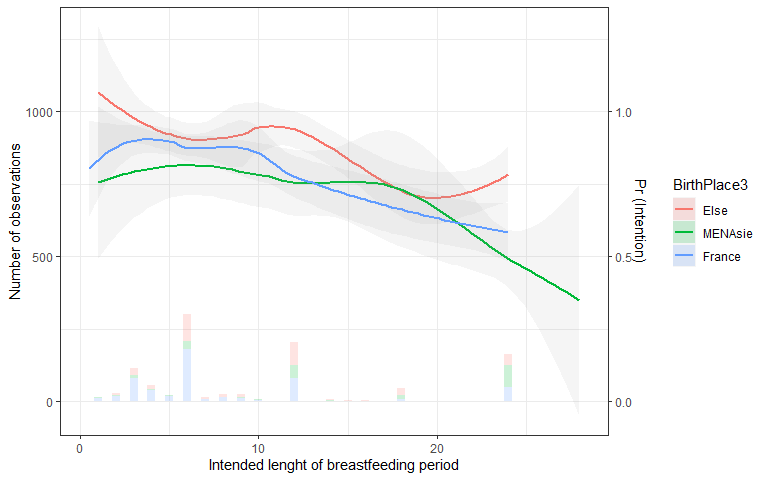 Number of observations
1000
500
0
0
10
20
Intended lenght of breastfeeding period
1.0
0.5
0.0
Pr (Intention)
BirthPlace3
Else
MENAsie
France